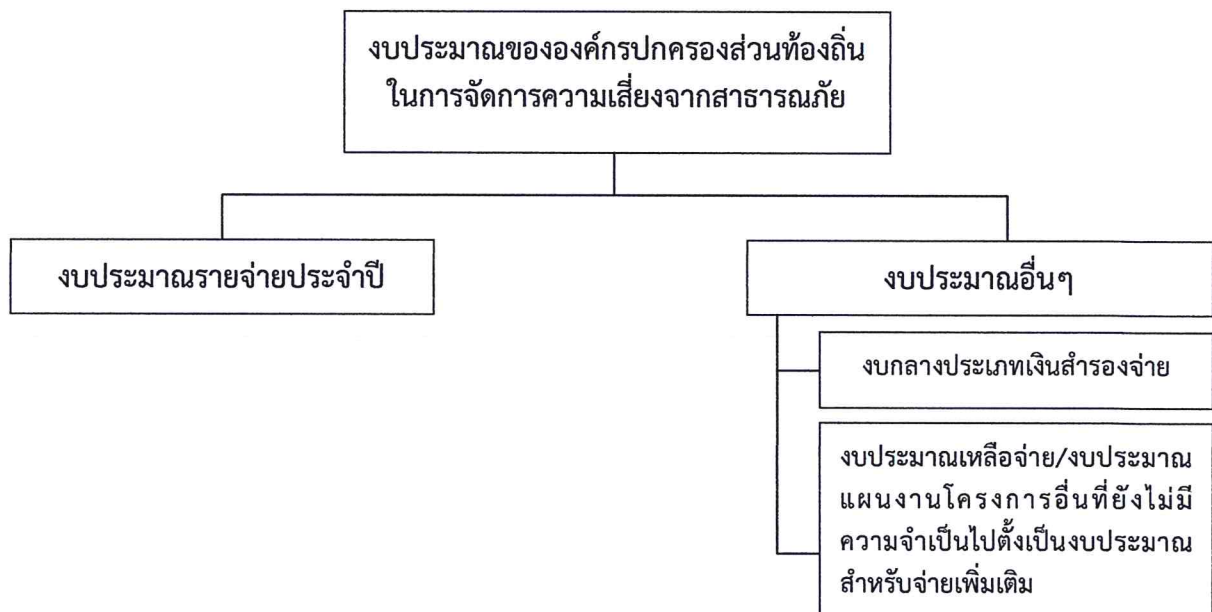 งบประมาณขององค์กรปกครองส่วนท้องถิ่น
ในการจัดการความเสี่ยงจากสาธารณภัย
งบประมาณรายจ่ายประจำปี
งบประมาณอื่นๆ
งบกลางประเภทเงินสำรองจ่าย
งบประมาณเหลือจ่าย/งบประมาณ
แผนงานโครงการอื่นที่ยังไม่มี
ความจำเป็นไปตั้งเป็นงบประมาณ
สำหรับจ่ายเพิ่มเติม